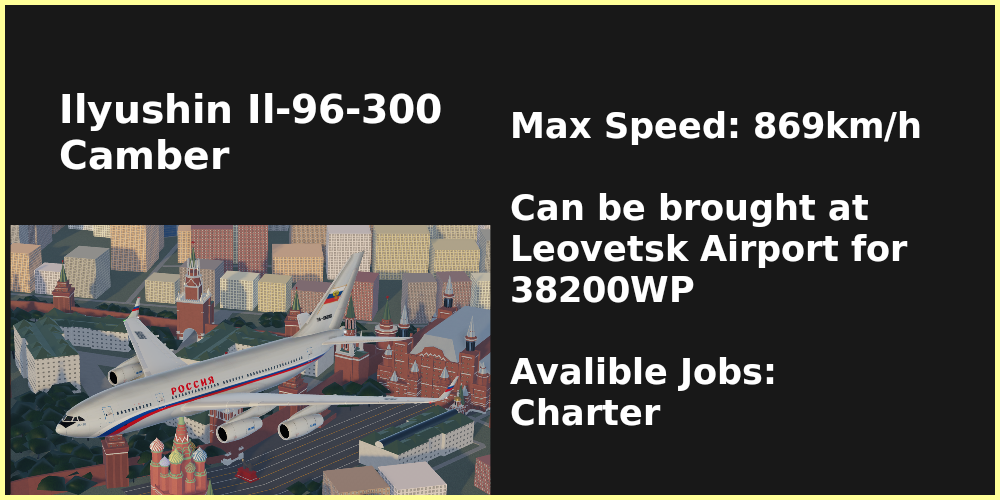 Ilyushin Il-96-300
Camber
Max Speed: 869km/h
Can be brought at
Leovetsk Airport for
38200WP
Avalible Jobs:
Charter
РОССИЯ